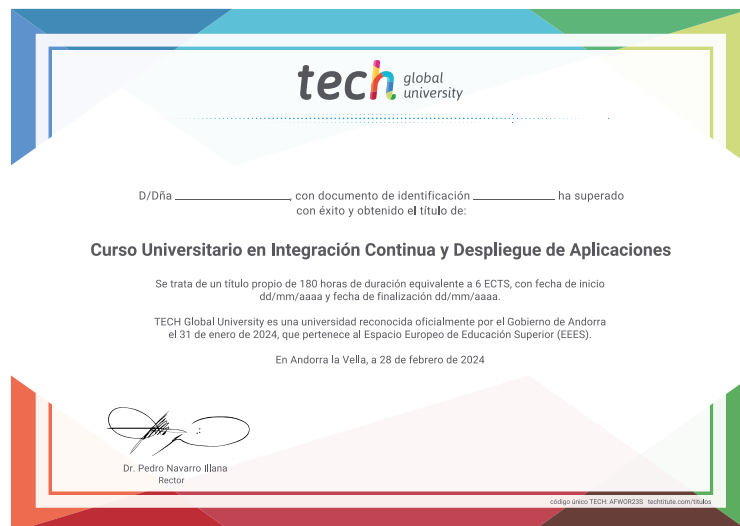 tech global
university
D/Dña ______________, con documento de identificación __________ ha superado
con éxito y obtenido el título de:
Curso Universitario en Integración Continua y Despliegue de Aplicaciones
Se trata de un título propio de 180 horas de duración equivalente a 6 ECTS, con fecha de inicio
dd/mm/aaaa y fecha de finalización dd/mm/aaaa.
TECH Global University es una universidad reconocida oficialmente por el Gobierno de Andorra
el 31 de enero de 2024, que pertenece al Espacio Europeo de Educación Superior (EEES).
En Andorra la Vella, a 28 de febrero de 2024
Dr. Pedro Navarro Illana
Rector
código único TECH: AFWOR23S techtitute.com/titulos